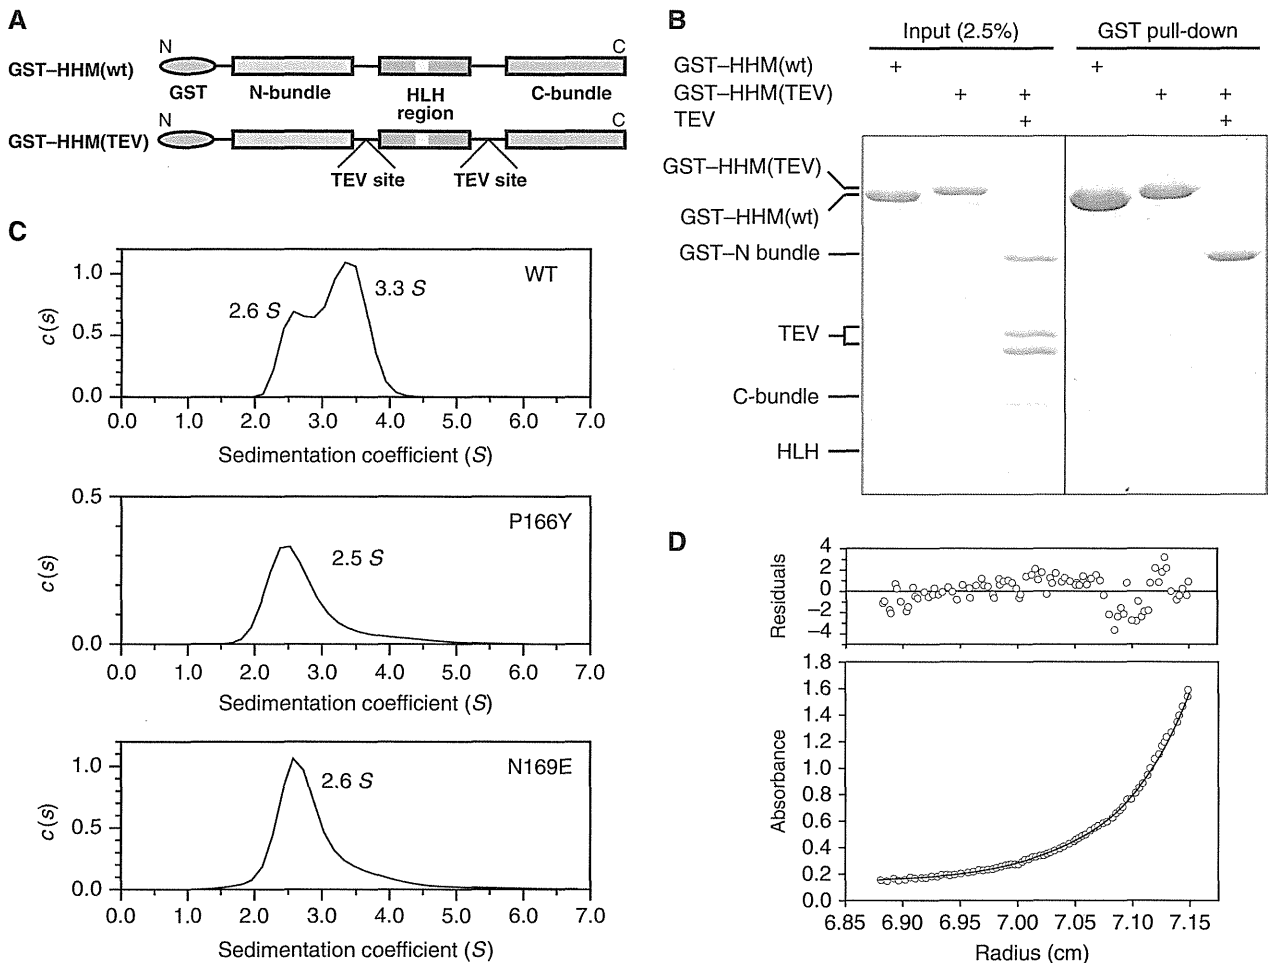 A
N
C
GST–HHM(wt)
GST
N-bundle
HLH
region
C-bundle
N
C
GST–HHM(TEV)
TEV site
TEV site
B
Input (2.5%)
GST pull-down
GST–HHM(wt) + +
GST–HHM(TEV) + + + +
TEV + +
GST–HHM(TEV)
GST–HHM(wt)
GST–N bundle
TEV
C-bundle
HLH
C
WT
2.6 S
3.3 S
c(s)
1.0
0.5
0.0
0.0 1.0 2.0 3.0 4.0 5.0 6.0 7.0
Sedimentation coefficient (S)
P166Y
2.5 S
c(s)
0.5
0.0
0.0 1.0 2.0 3.0 4.0 5.0 6.0 7.0
Sedimentation coefficient (S)
N169E
2.6 S
c(s)
1.0
0.5
0.0
0.0 1.0 2.0 3.0 4.0 5.0 6.0 7.0
Sedimentation coefficient (S)
D
Residuals
4
2
0
–2
–4
Absorbance
1.8
1.6
1.4
1.2
1.0
0.8
0.6
0.4
0.2
0.0
6.85 6.90 6.95 7.00 7.05 7.10 7.15
Radius (cm)